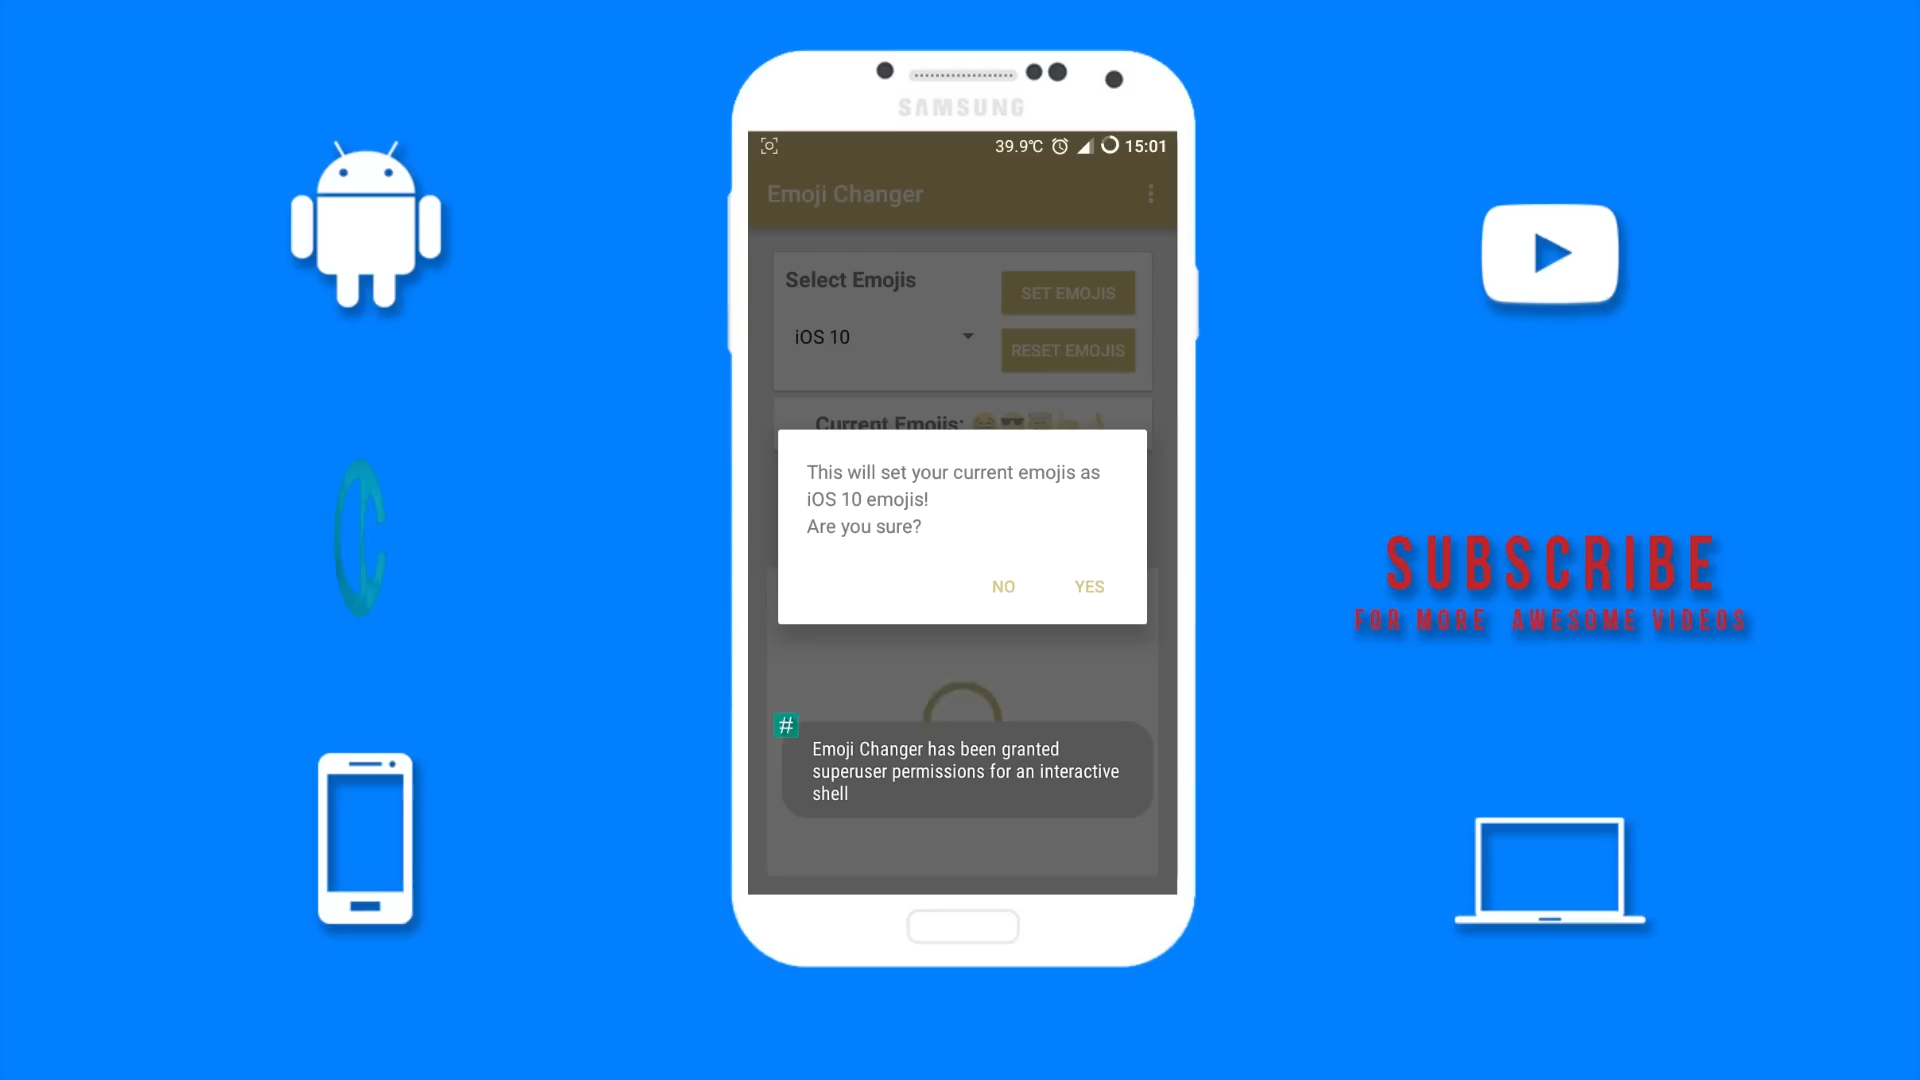 SAMSUNG
39.9℃ 15:01
Emoji Changer
Select Emojis
SET EMOJIS
iOS 10
RESET EMOJIS
Current Emojis: 
This will set your current emojis as
iOS 10 emojis!
Are you sure?
NO YES
#
Emoji Changer has been granted
superuser permissions for an interactive
shell
SUBSCRIBE
FOR MORE AWESOME VIDEOS